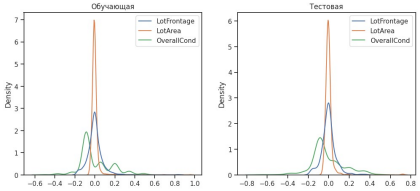 Обучающая
LotFrontage
LotArea
OverallCond
Density
7
6
5
4
3
2
1
0
−0.6 −0.4 −0.2 0.0 0.2 0.4 0.6 0.8 1.0
Тестовая
LotFrontage
LotArea
OverallCond
Density
6
5
4
3
2
1
0
−0.8 −0.6 −0.4 −0.2 0.0 0.2 0.4 0.6 0.8